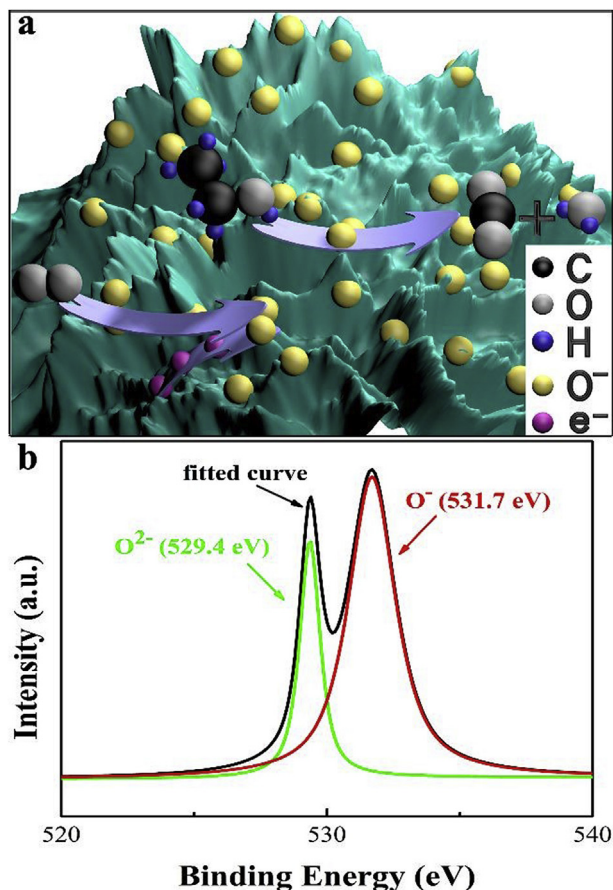 a
+
C
O
H
O⁻
e⁻
b
fitted curve
O²⁻ (529.4 eV)
O⁻ (531.7 eV)
Intensity (a.u.)
520 530 540
Binding Energy (eV)